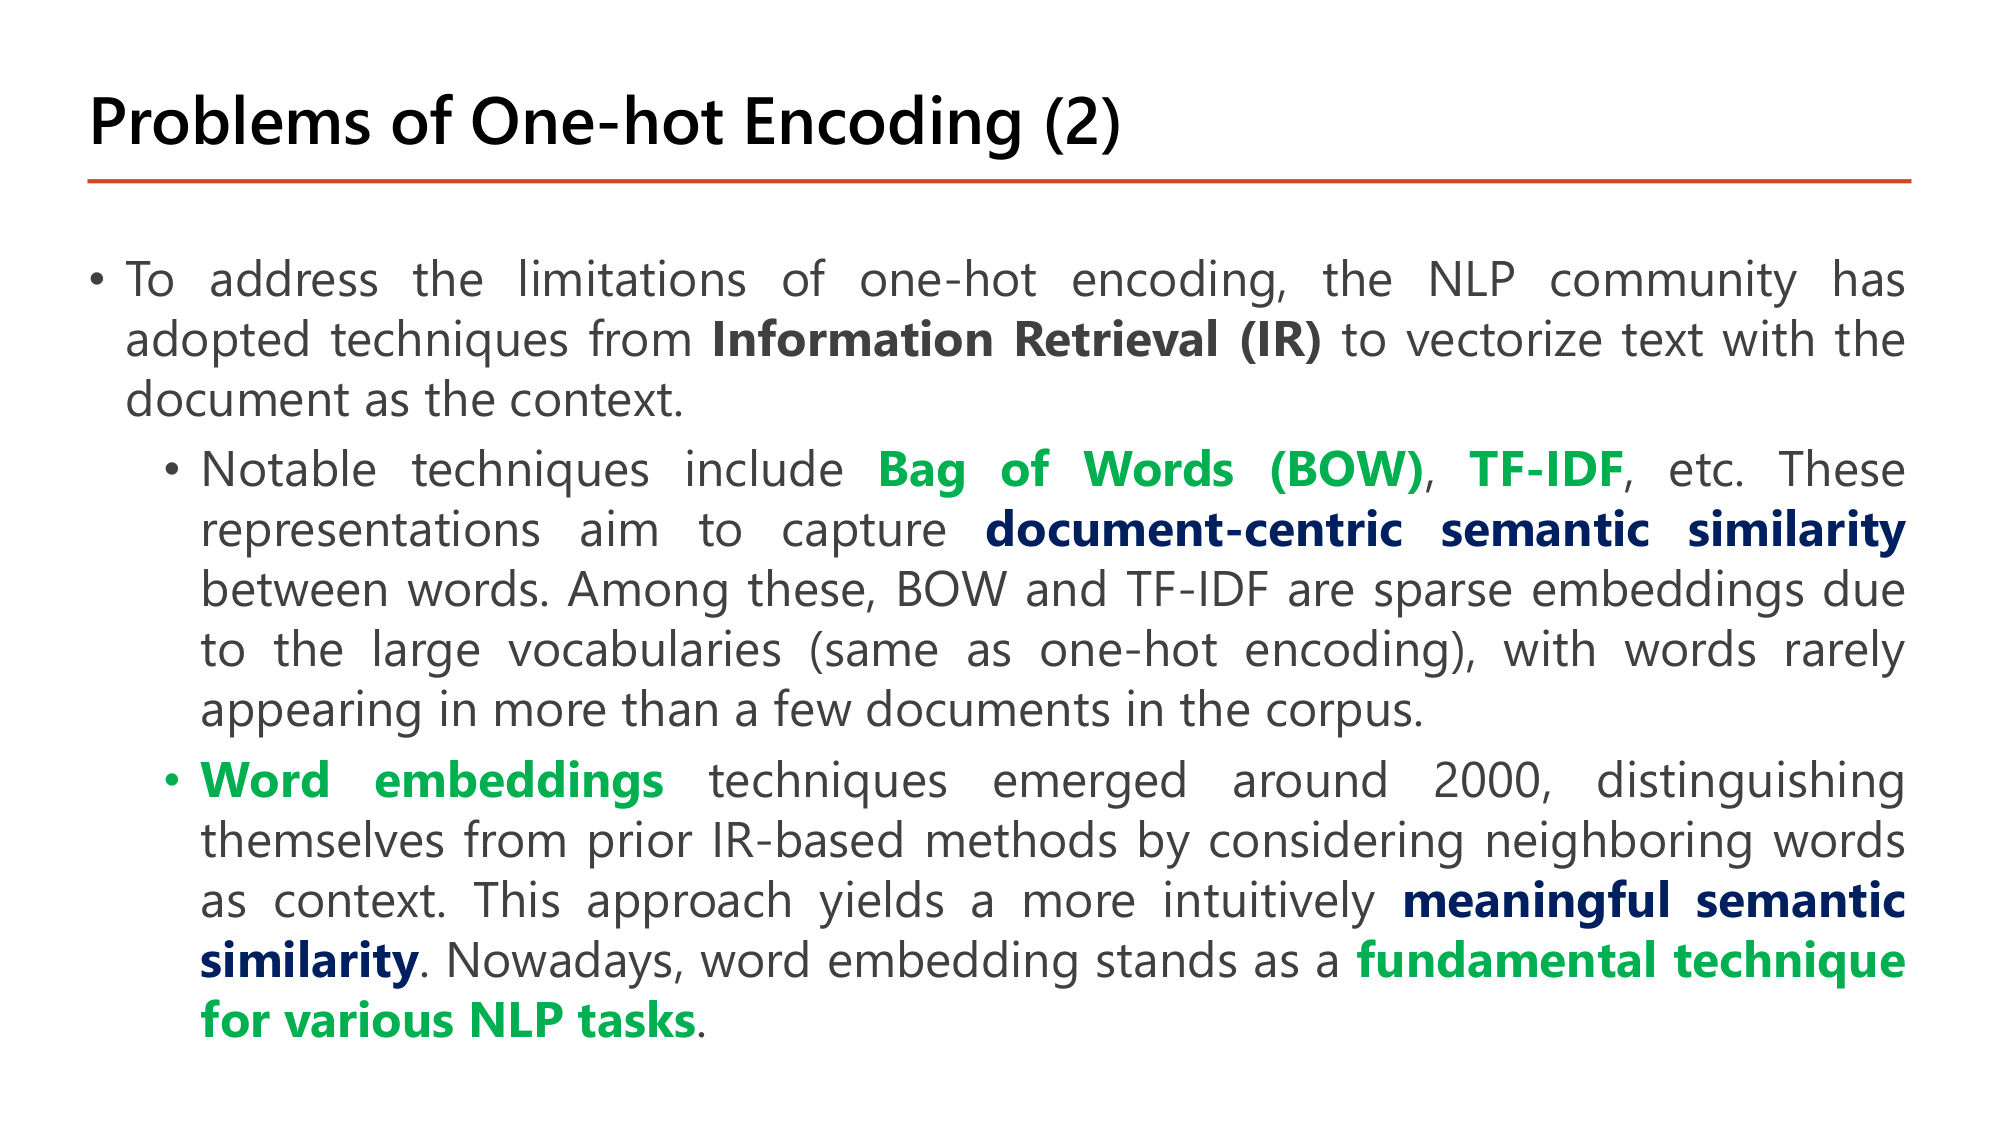 Problems of One-hot Encoding (2)
• To address the limitations of one-hot encoding, the NLP community has
adopted techniques from Information Retrieval (IR) to vectorize text with the
document as the context.
• Notable techniques include Bag of Words (BOW), TF-IDF, etc. These
representations aim to capture document-centric semantic similarity
between words. Among these, BOW and TF-IDF are sparse embeddings due
to the large vocabularies (same as one-hot encoding), with words rarely
appearing in more than a few documents in the corpus.
• Word embeddings techniques emerged around 2000, distinguishing
themselves from prior IR-based methods by considering neighboring words
as context. This approach yields a more intuitively meaningful semantic
similarity. Nowadays, word embedding stands as a fundamental technique
for various NLP tasks.